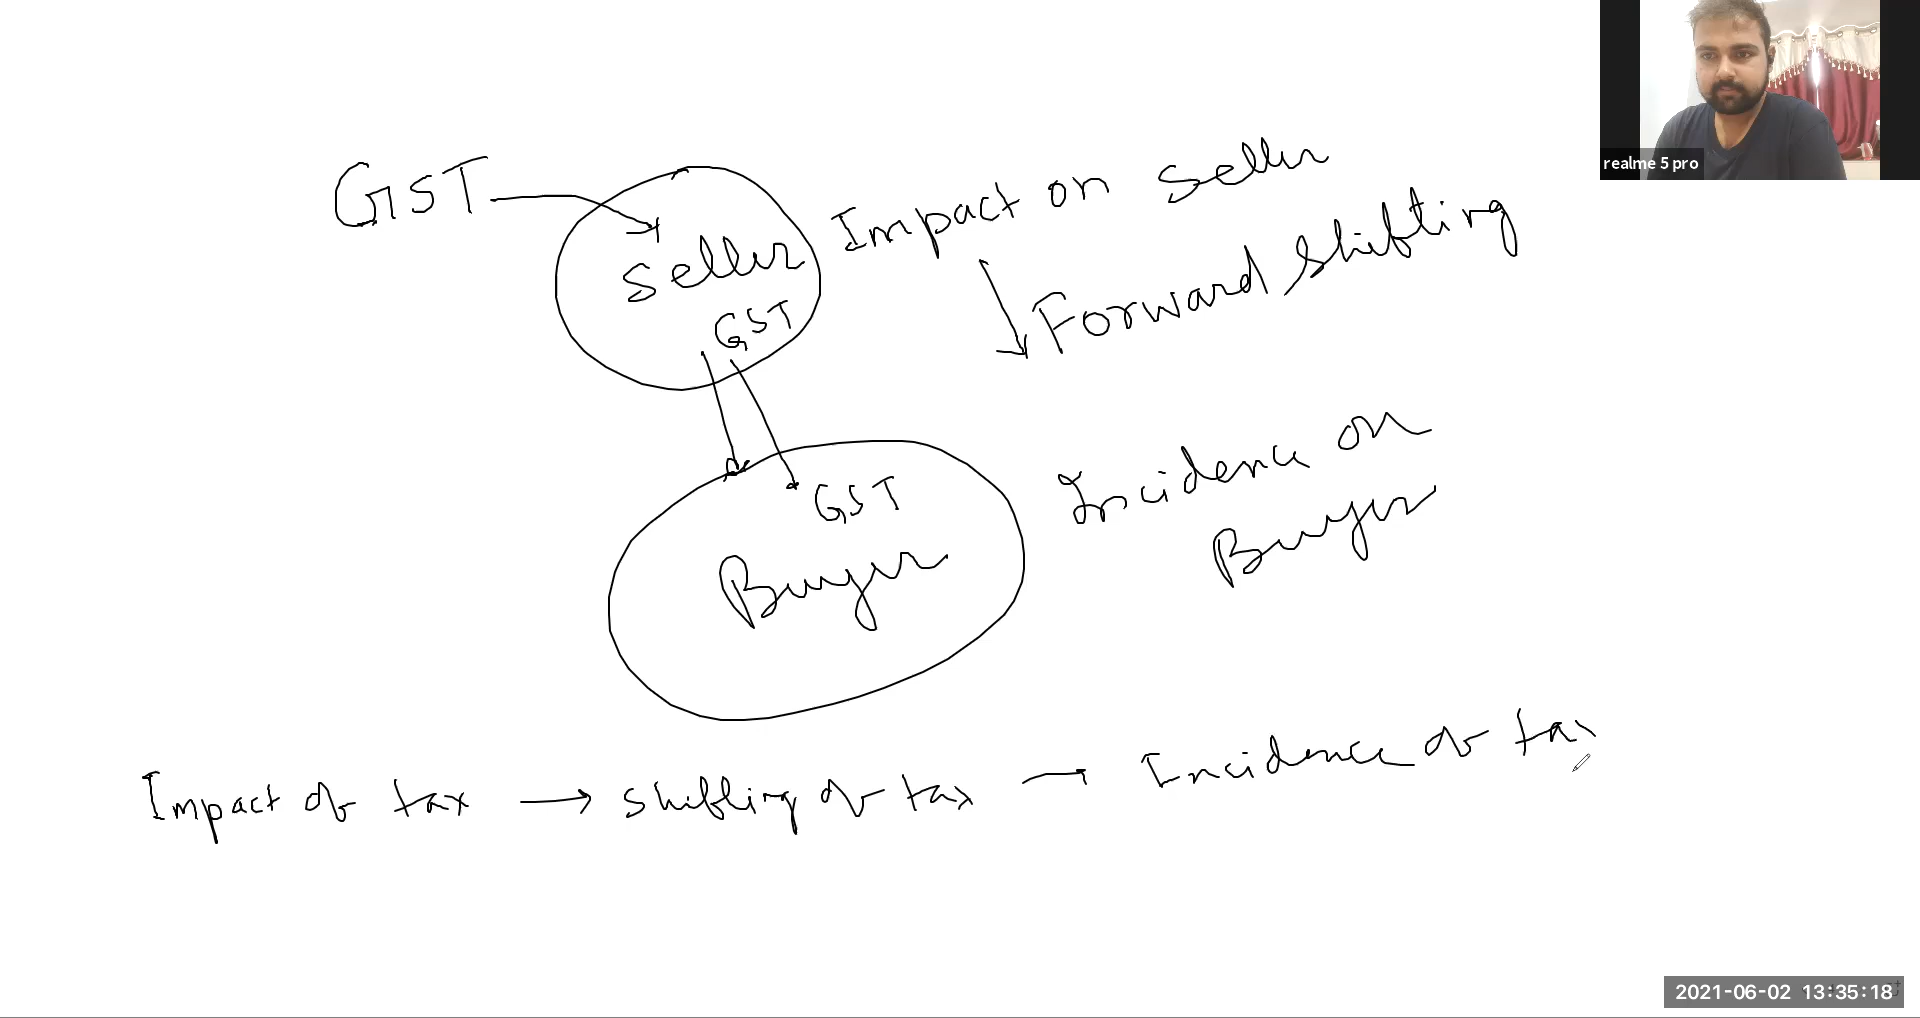 realme 5 pro
GST
Seller
GST
Impact on Seller
Forward Shifting
GST
Buyer
Incidence on
Buyer
Impact of tax → Shifting of tax → Incidence of tax
2021-06-02 13:35:18